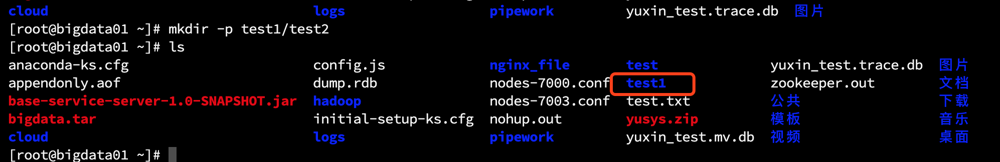 cloud logs pipework yuxin_test.trace.db 图片
[root@bigdata01 ~]# mkdir -p test1/test2
[root@bigdata01 ~]# ls
anaconda-ks.cfg config.js nginx_file test yuxin_test.trace.db 图片
appendonly.aof dump.rdb nodes-7000.conf test1 zookeeper.out 文档
base-service-server-1.0-SNAPSHOT.jar hadoop nodes-7003.conf test.txt 公共 下载
bigdata.tar initial-setup-ks.cfg nohup.out yusys.zip 模板 音乐
cloud logs pipework yuxin_test.mv.db 视频 桌面
[root@bigdata01 ~]#